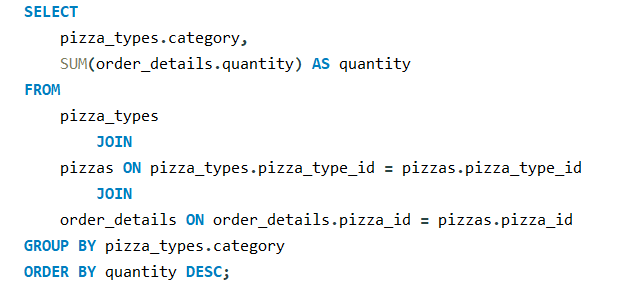 SELECT
    pizza_types.category,
    SUM(order_details.quantity) AS quantity
FROM
    pizza_types
        JOIN
    pizzas ON pizza_types.pizza_type_id = pizzas.pizza_type_id
        JOIN
    order_details ON order_details.pizza_id = pizzas.pizza_id
GROUP BY pizza_types.category
ORDER BY quantity DESC;